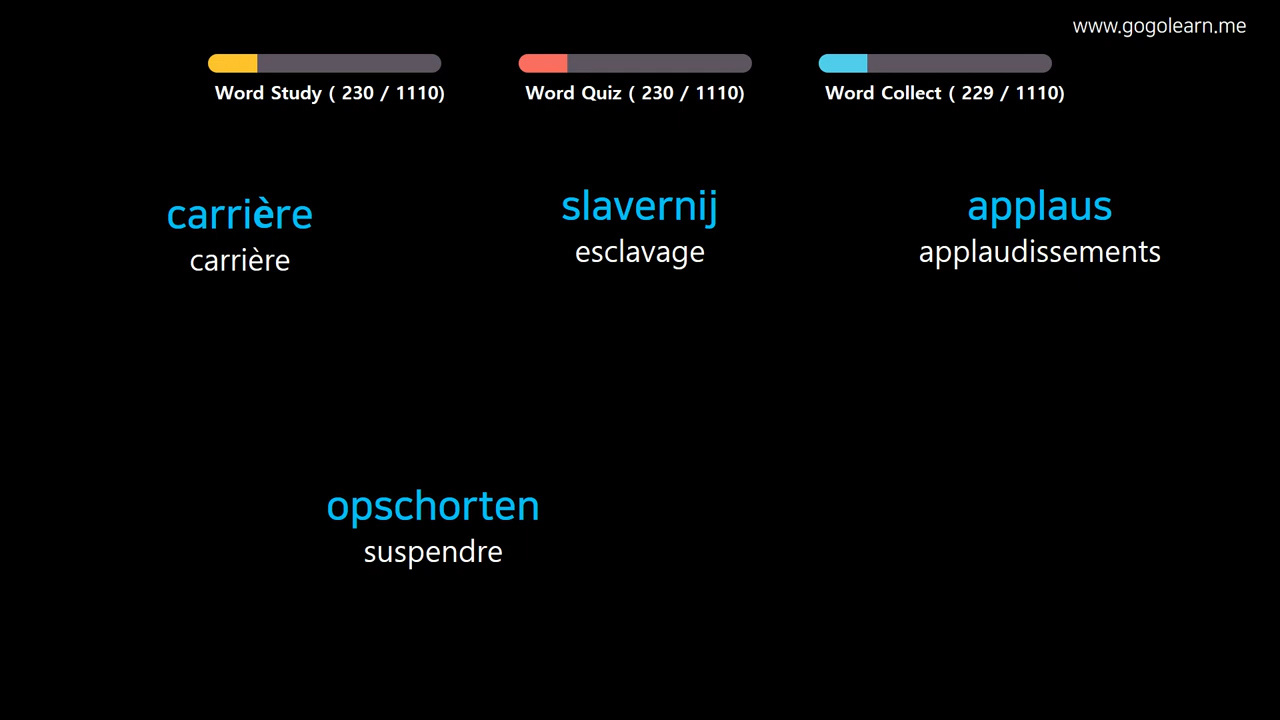 www.gogolearn.me
Word Study ( 230 / 1110)
Word Quiz ( 230 / 1110)
Word Collect ( 229 / 1110)
carrière
carrière
slavernij
esclavage
applaus
applaudissements
opschorten
suspendre